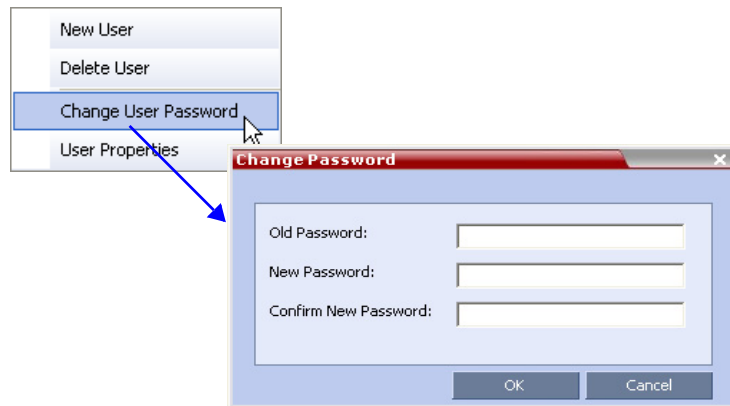 New User
Delete User
Change User Password
User Properties
Change Password
Old Password:
New Password:
Confirm New Password:
OK Cancel